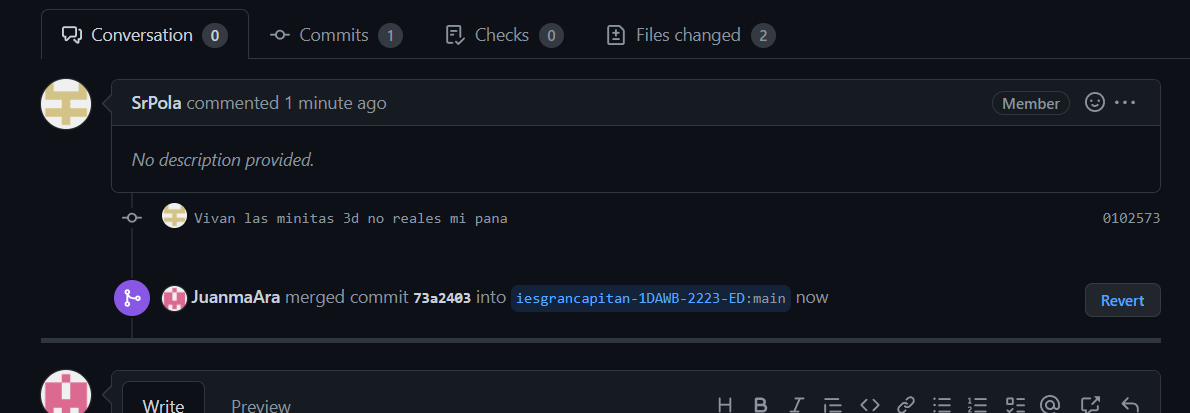 Conversation 0 Commits 1 Checks 0 Files changed 2
SrPola commented 1 minute ago Member
No description provided.
Vivan las minitas 3d no reales mi pana 0102573
JuanmaAra merged commit 73a2403 into iesgrancapitan-1DAWB-2223-ED:main now Revert
Write Preview H B I